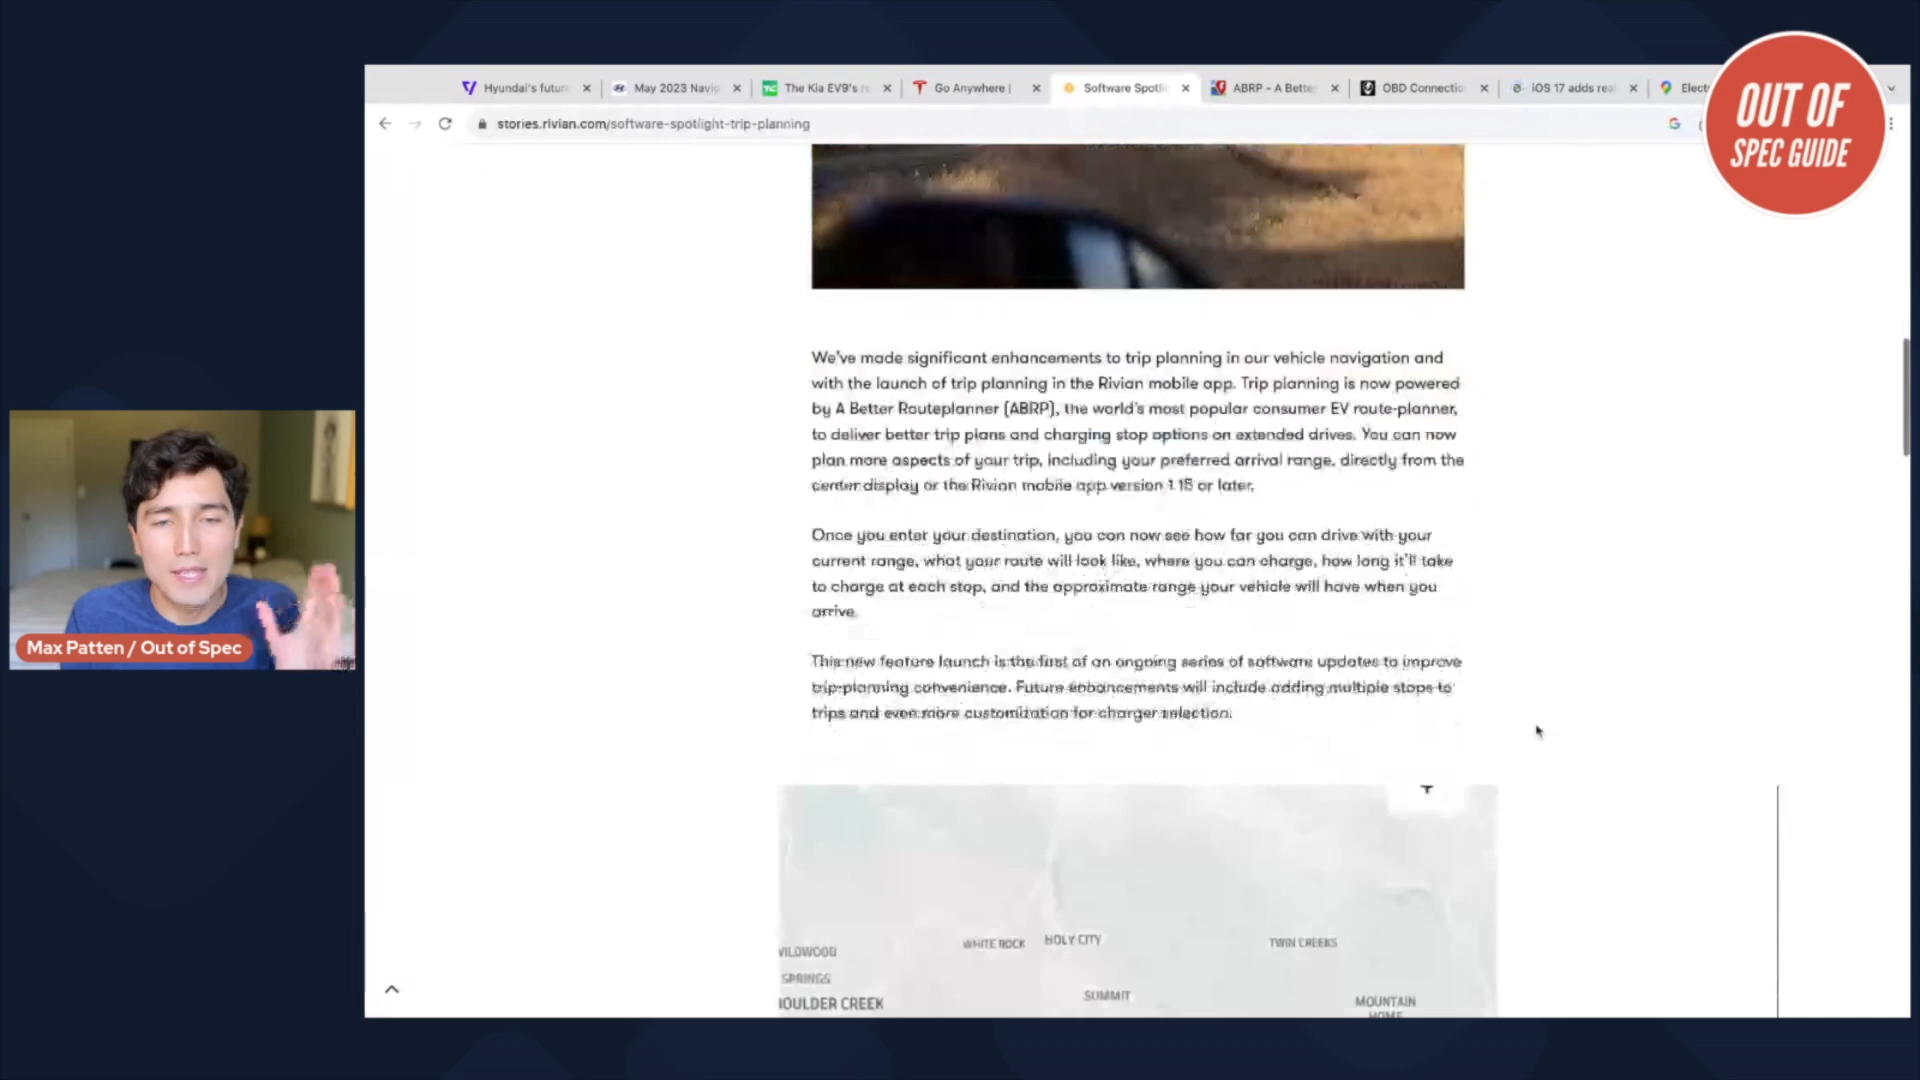 Hyundai's futur
May 2023 Navig
The Kia EV9's r
Go Anywhere |
Software Spotli
ABRP - A Bette
OBD Connectio
iOS 17 adds rea
Elect
stories.rivian.com/software-spotlight-trip-planning
OUT OF
SPEC GUIDE
We've made significant enhancements to trip planning in our vehicle navigation and
with the launch of trip planning in the Rivian mobile app. Trip planning is now powered
by A Better Routeplanner (ABRP), the world's most popular consumer EV route-planner,
to deliver better trip plans and charging stop options on extended drives. You can now
plan more aspects of your trip, including your preferred arrival range, directly from the
center display or the Rivian mobile app version 1.15 or later.
Once you enter your destination, you can now see how far you can drive with your
current range, what your route will look like, where you can charge, how long it'll take
to charge at each stop, and the approximate range your vehicle will have when you
arrive.
This new feature launch is the first of an ongoing series of software updates to improve
trip-planning convenience. Future enhancements will include adding multiple stops to
trips and even more customization for charger selection.
Max Patten / Out of Spec
WHITE ROCK
HOLY CITY
TWIN CREEKS
VILDWOOD
SPRINGS
SUMMIT
OULDER CREEK
MOUNTAIN
HOME